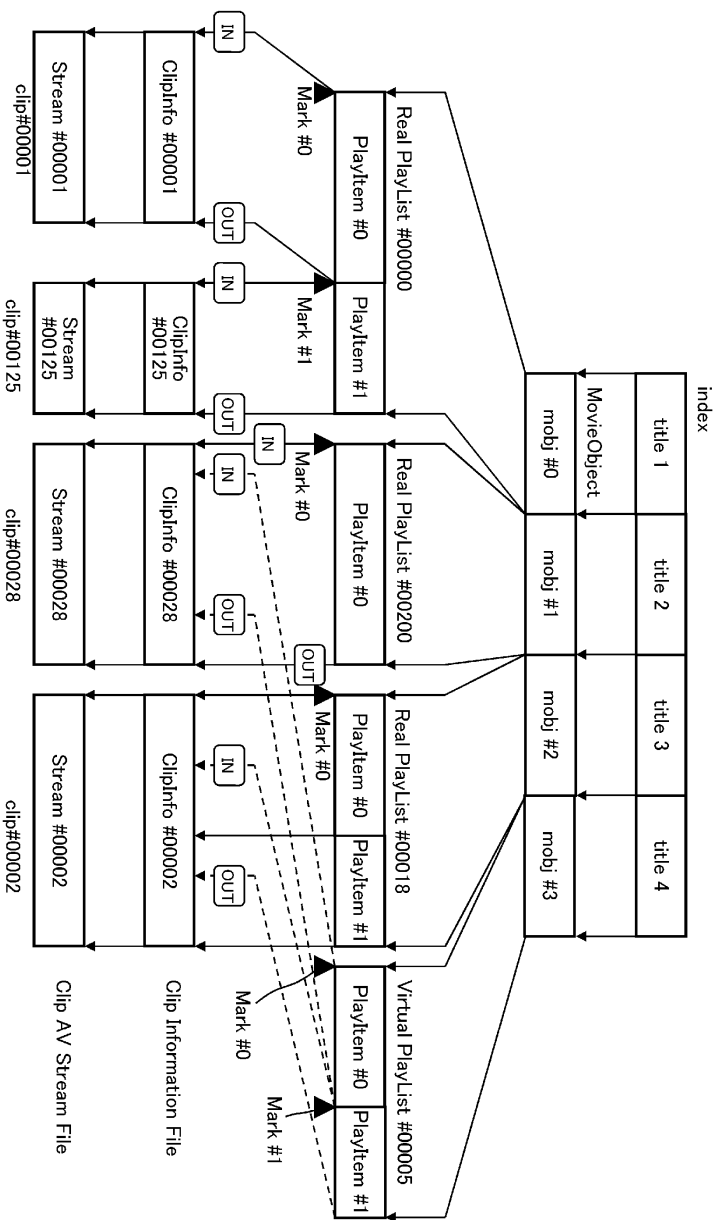 index
title 1
title 2
title 3
title 4
MovieObject
mobj #0
mobj #1
mobj #2
mobj #3
Real PlayList #00000
Real PlayList #00200
Real PlayList #00018
Virtual PlayList #00005
PlayItem #0
PlayItem #1
PlayItem #0
PlayItem #0
PlayItem #1
PlayItem #0
PlayItem #1
Mark #0
Mark #1
Mark #0
Mark #0
Mark #0
Mark #1
IN
OUT
IN
OUT
IN
OUT
IN
OUT
IN
OUT
ClipInfo #00001
ClipInfo
#00125
ClipInfo #00028
ClipInfo #00002
Clip Information File
Stream #00001
Stream
#00125
Stream #00028
Stream #00002
Clip AV Stream File
clip#00001
clip#00125
clip#00028
clip#00002